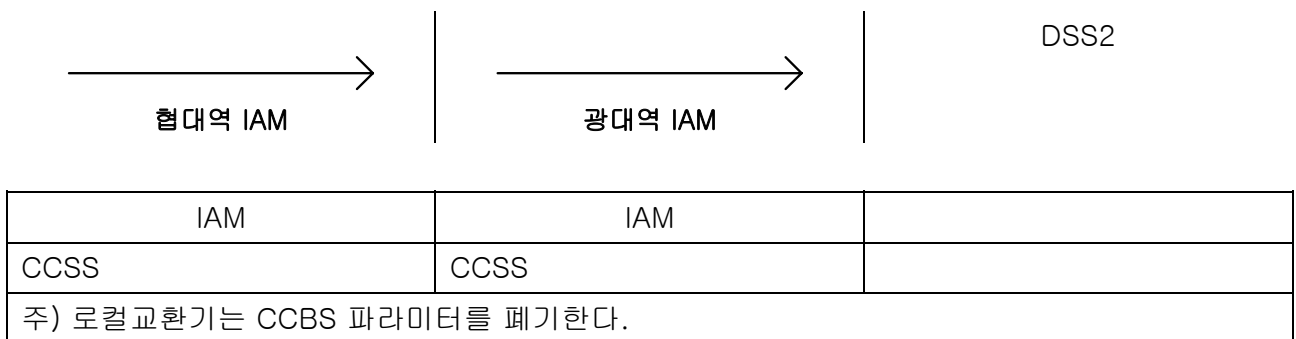 DSS2
협대역 IAM
광대역 IAM
IAM IAM
CCSS CCSS
주) 로컬교환기는 CCBS 파라미터를 폐기한다.